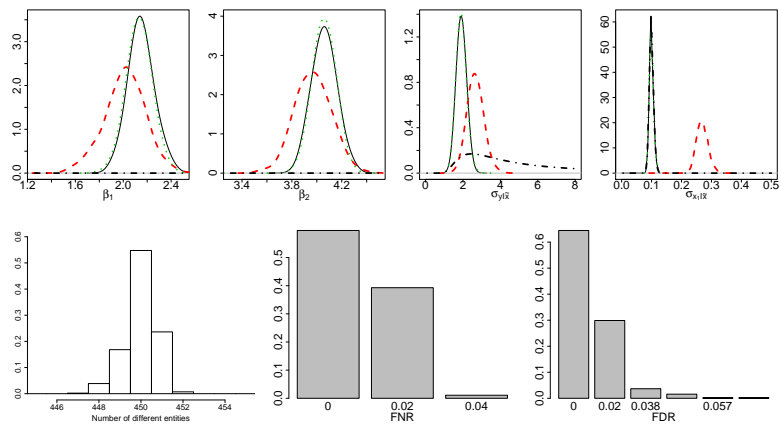 0.0 1.0 2.0 3.0
1.2 1.6 2.0 2.4
β1
0 1 2 3 4
3.4 3.8 4.2
β2
0.0 0.4 0.8 1.2
0 2 4 6 8
σy|x̃
0 10 20 30 40 50 60
0.0 0.1 0.2 0.3 0.4 0.5
σx1|x̃
0.0 0.1 0.2 0.3 0.4 0.5 0.6
446 448 450 452 454
Number of different entities
0.0 0.1 0.2 0.3 0.4 0.5
0 0.02 0.04
FNR
0.0 0.1 0.2 0.3 0.4 0.5 0.6
0 0.02 0.038 0.057
FDR